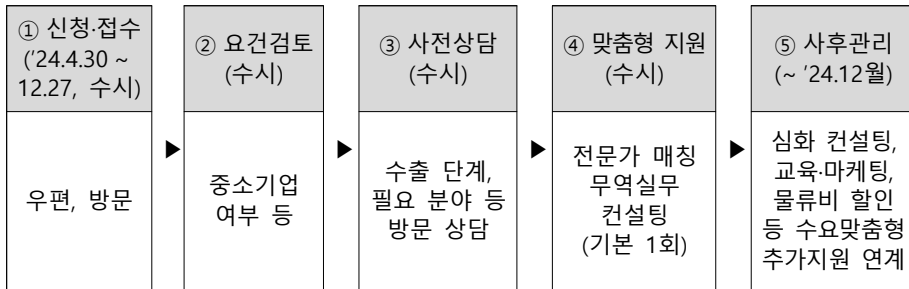 ① 신청·접수
('24.4.30 ~
12.27, 수시)
우편, 방문
▶
② 요건검토
(수시)
중소기업
여부 등
▶
③ 사전상담
(수시)
수출 단계,
필요 분야 등
방문 상담
▶
④ 맞춤형 지원
(수시)
전문가 매칭
무역실무
컨설팅
(기본 1회)
▶
⑤ 사후관리
(~ '24.12월)
심화 컨설팅,
교육·마케팅,
물류비 할인
등 수요맞춤형
추가지원 연계